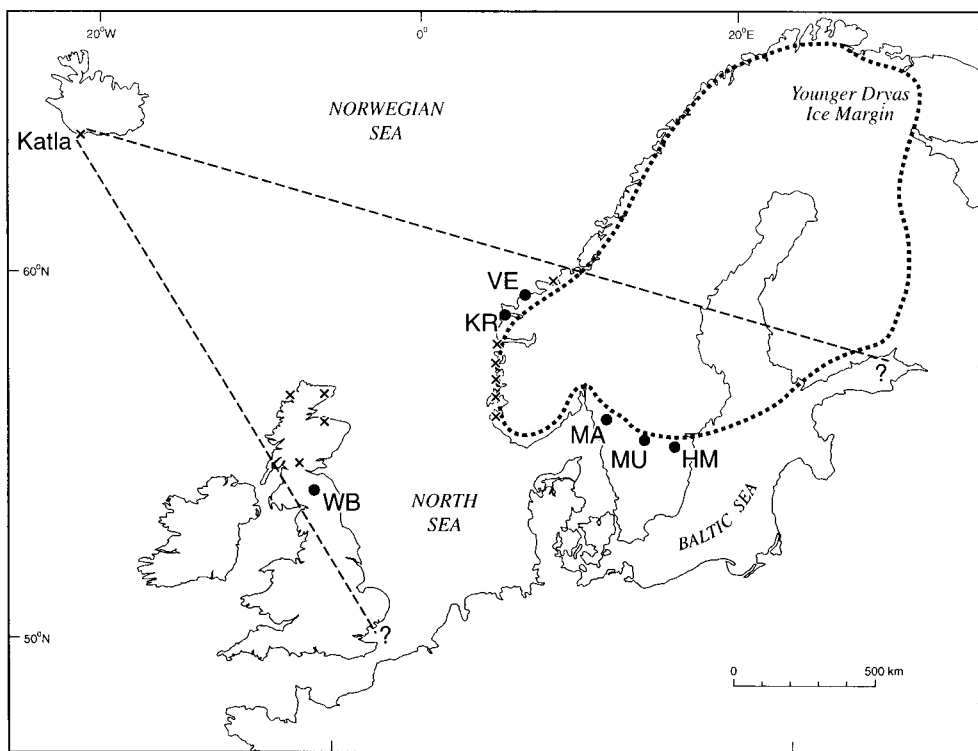 20°W 0° 20°E
Younger Dryas
Ice Margin
NORWEGIAN
SEA
Katla
60°N
VE
KR
?
MA
MU
HM
WB
NORTH
SEA
BALTIC SEA
?
50°N
0 500 km